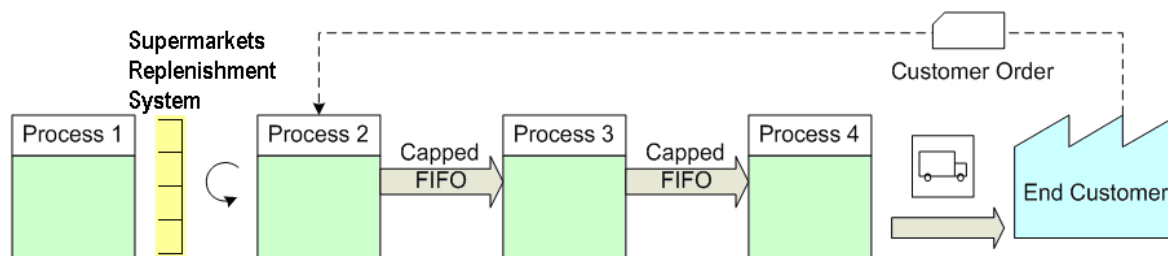 Supermarkets
Replenishment
System
Customer Order
Process 1
Process 2
Capped
FIFO
Process 3
Capped
FIFO
Process 4
End Customer